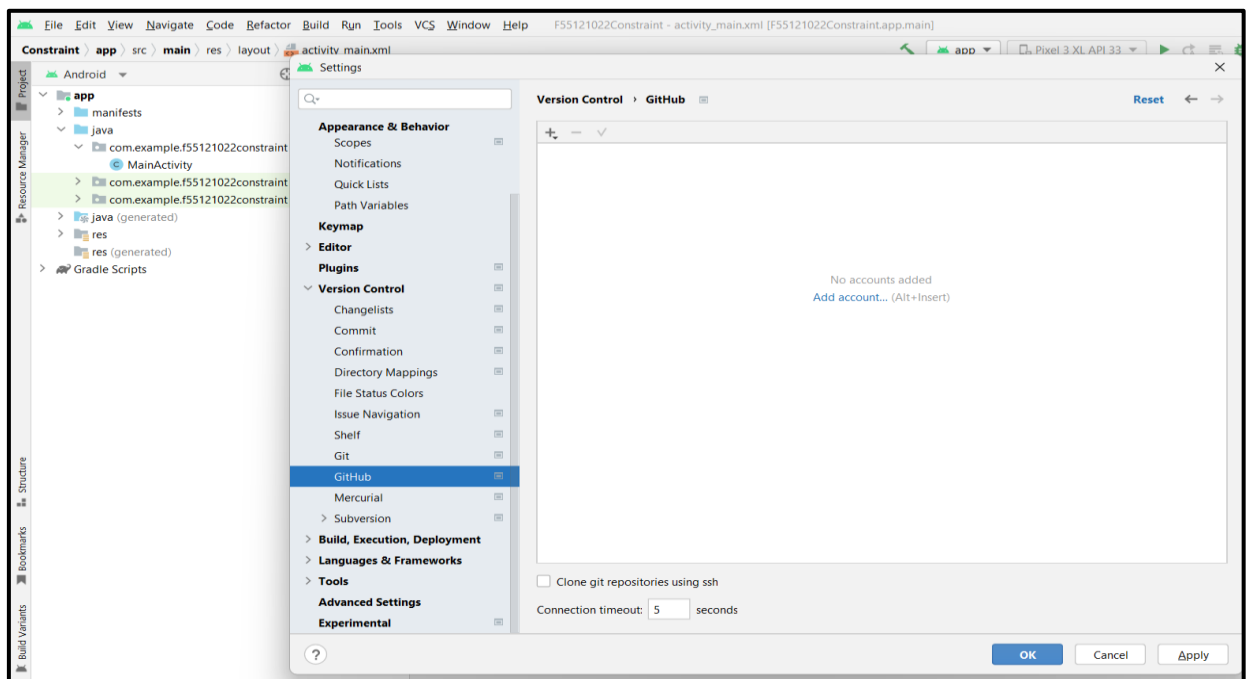 File Edit View Navigate Code Refactor Build Run Tools VCS Window Help F55121022Constraint - activity_main.xml [F55121022Constraint.app.main]
Constraint app src main res layout activity_main.xml app Pixel 3 XL API 33
Settings
Project
Resource Manager
Structure
Bookmarks
Build Variants
Android
app
manifests
java
com.example.f55121022constraint
MainActivity
com.example.f55121022constraint
com.example.f55121022constraint
java (generated)
res
res (generated)
Gradle Scripts
Appearance & Behavior
Scopes
Notifications
Quick Lists
Path Variables
Keymap
Editor
Plugins
Version Control
Changelists
Commit
Confirmation
Directory Mappings
File Status Colors
Issue Navigation
Shelf
Git
GitHub
Mercurial
Subversion
Build, Execution, Deployment
Languages & Frameworks
Tools
Advanced Settings
Experimental
Version Control › GitHub Reset
No accounts added
Add account... (Alt+Insert)
Clone git repositories using ssh
Connection timeout: 5 seconds
? OK Cancel Apply